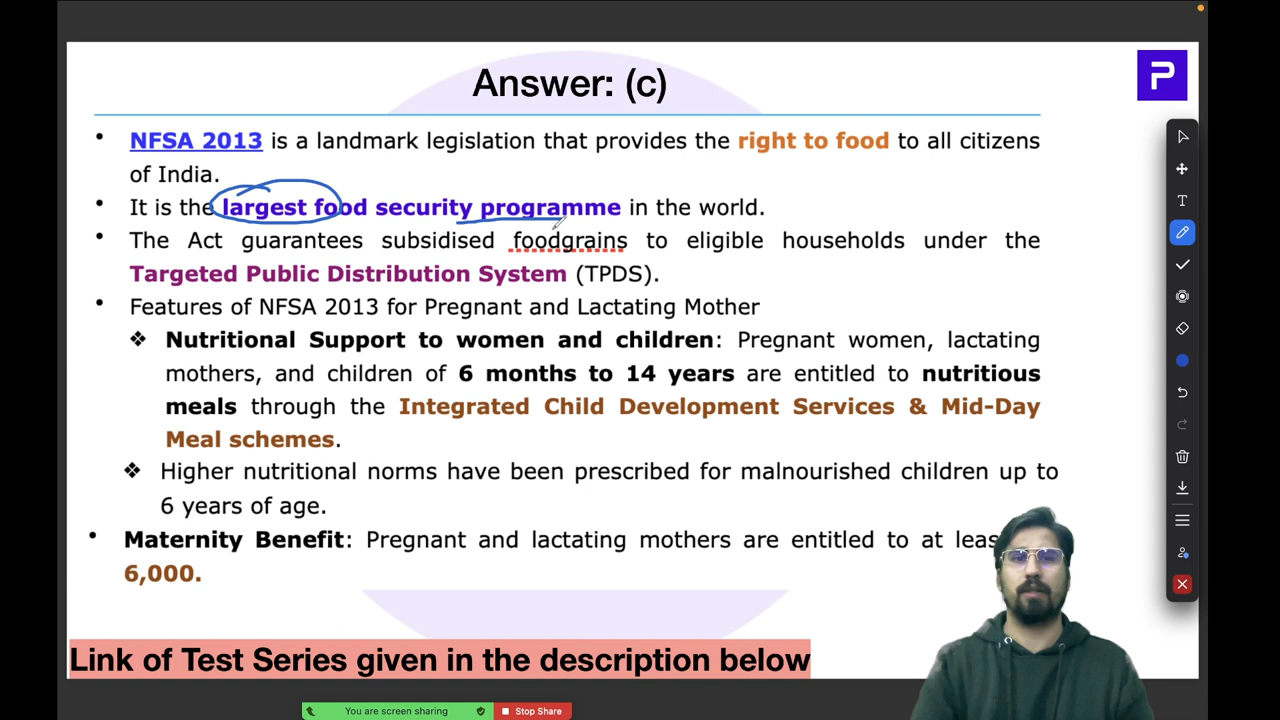 Answer: (c)
P
• NFSA 2013 is a landmark legislation that provides the right to food to all citizens
of India.
• It is the largest food security programme in the world.
• The Act guarantees subsidised foodgrains to eligible households under the
Targeted Public Distribution System (TPDS).
• Features of NFSA 2013 for Pregnant and Lactating Mother
❖ Nutritional Support to women and children: Pregnant women, lactating
mothers, and children of 6 months to 14 years are entitled to nutritious
meals through the Integrated Child Development Services & Mid-Day
Meal schemes.
❖ Higher nutritional norms have been prescribed for malnourished children up to
6 years of age.
• Maternity Benefit: Pregnant and lactating mothers are entitled to at
6,000.
Link of Test Series given in the description below
You are screen sharing
Stop Share
T